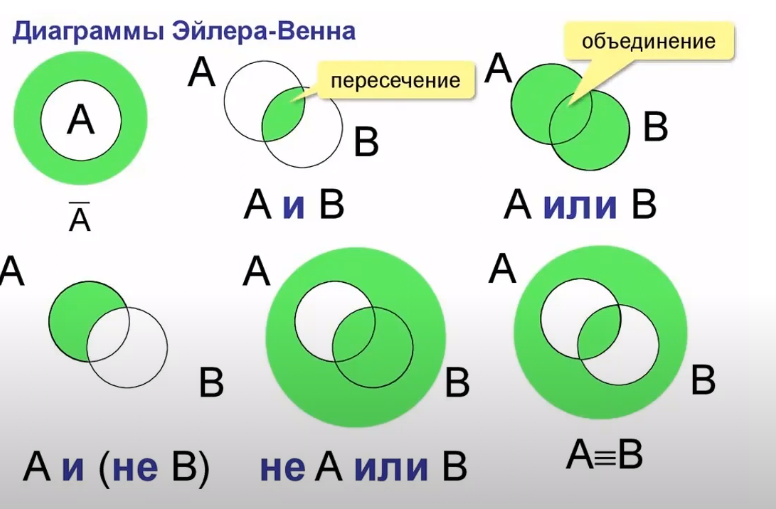 Диаграммы Эйлера-Венна
A
A
пересечение
B
A
объединение
B
A̅
A и B
A или B
A
B
A
B
A
B
A и (не B)
не A или B
A≡B